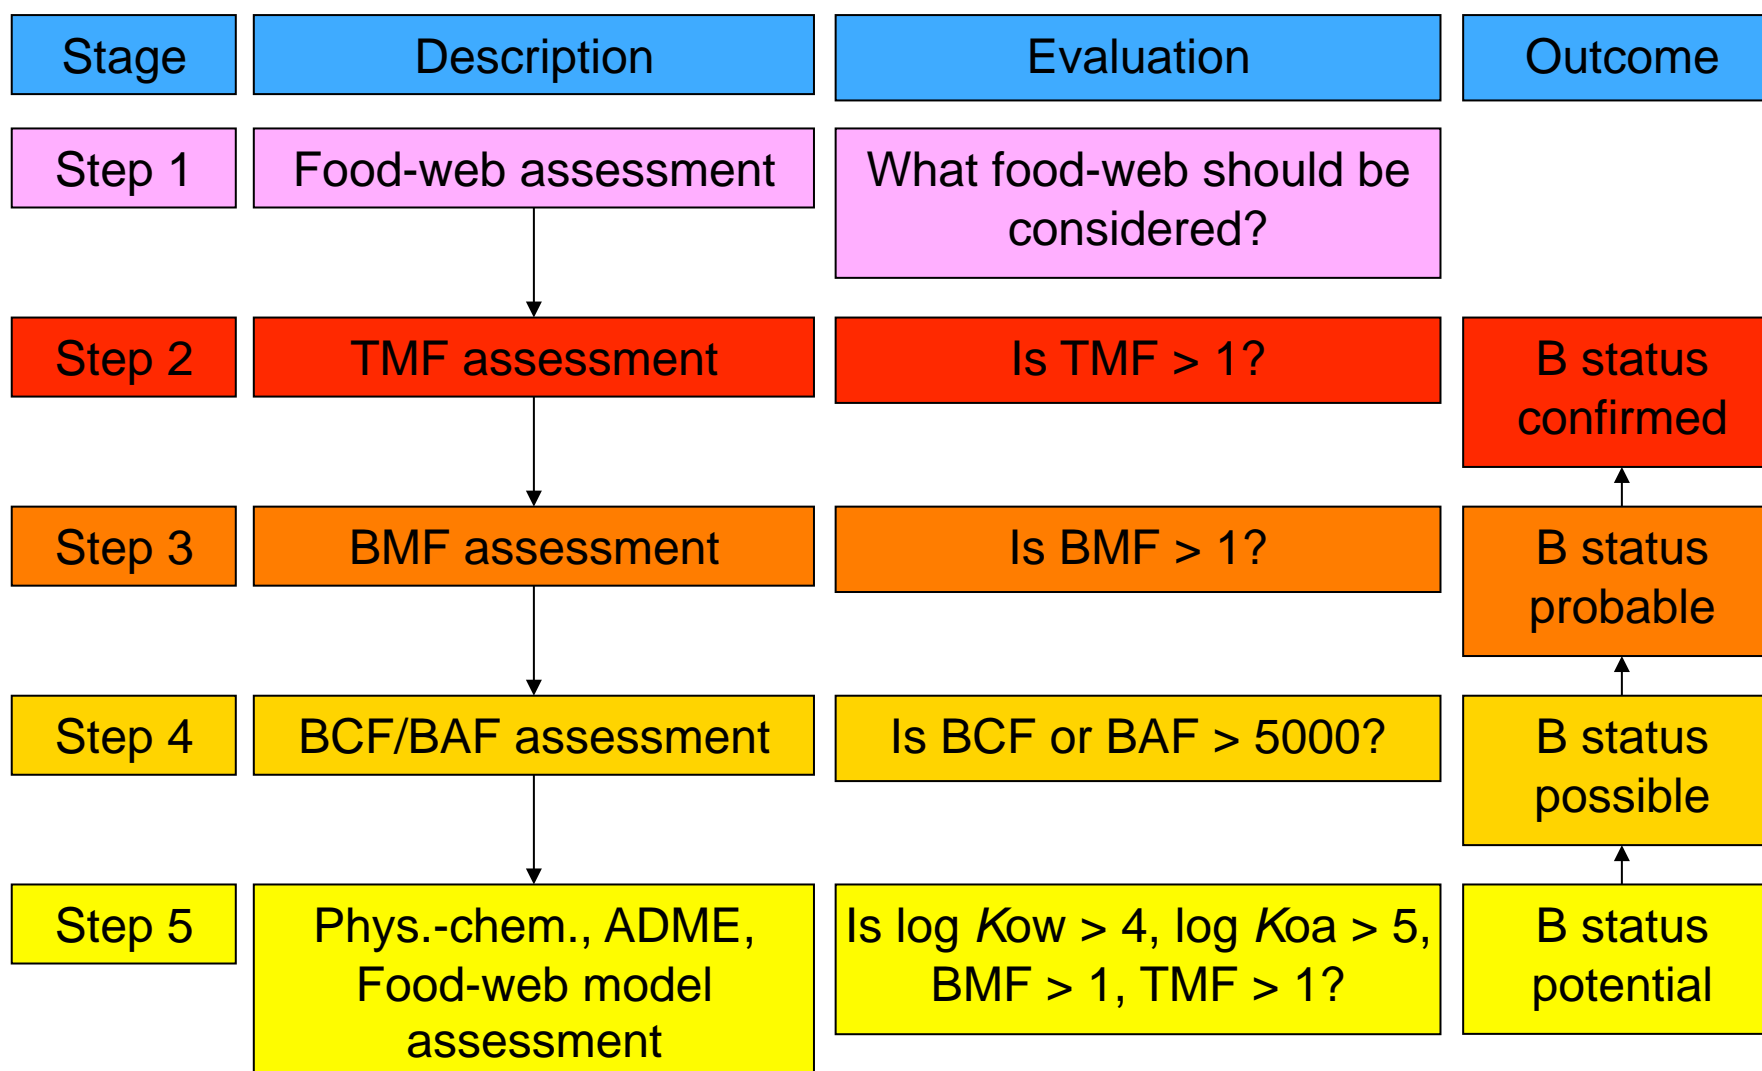 Stage
Description
Evaluation
Outcome
Step 1
Food-web assessment
What food-web should be
considered?
Step 2
TMF assessment
Is TMF > 1?
B status
confirmed
Step 3
BMF assessment
Is BMF > 1?
B status
probable
Step 4
BCF/BAF assessment
Is BCF or BAF > 5000?
B status
possible
Step 5
Phys.-chem., ADME,
Food-web model
assessment
Is log Kow > 4, log Koa > 5,
BMF > 1, TMF > 1?
B status
potential